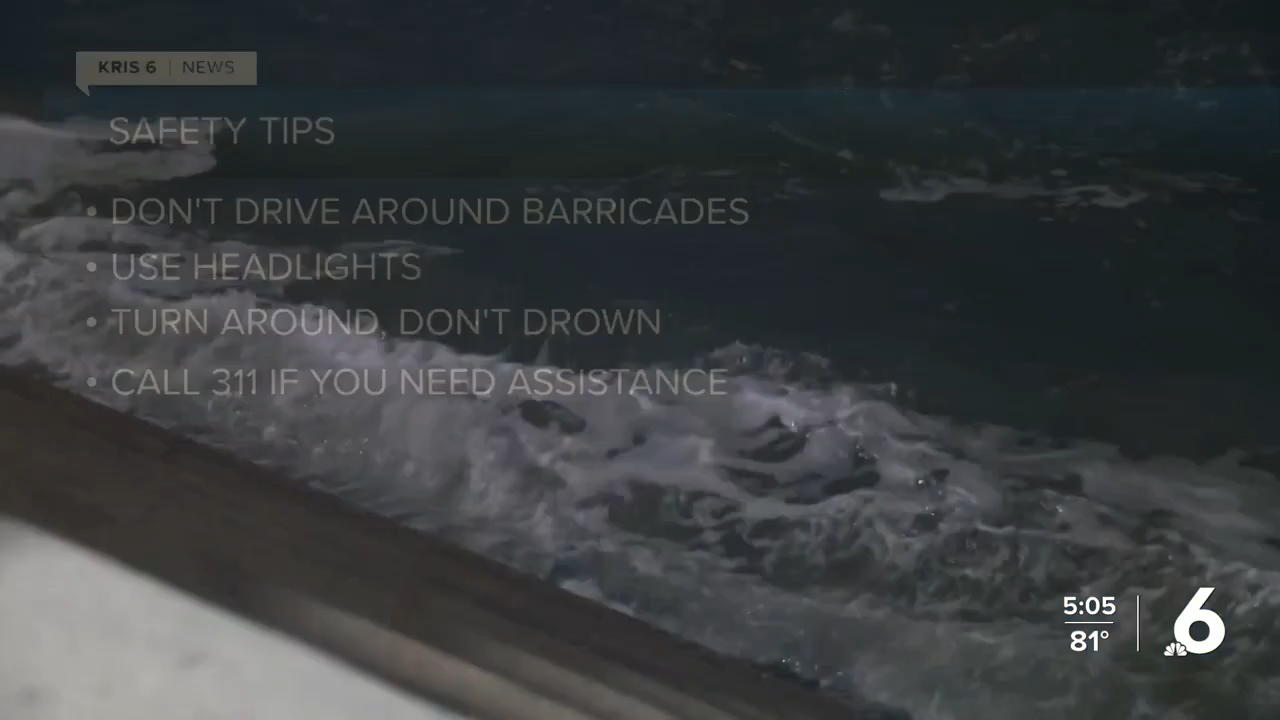 KRIS 6 | NEWS
SAFETY TIPS
• DON'T DRIVE AROUND BARRICADES
• USE HEADLIGHTS
• TURN AROUND, DON'T DROWN
• CALL 311 IF YOU NEED ASSISTANCE
5:05
81°
6